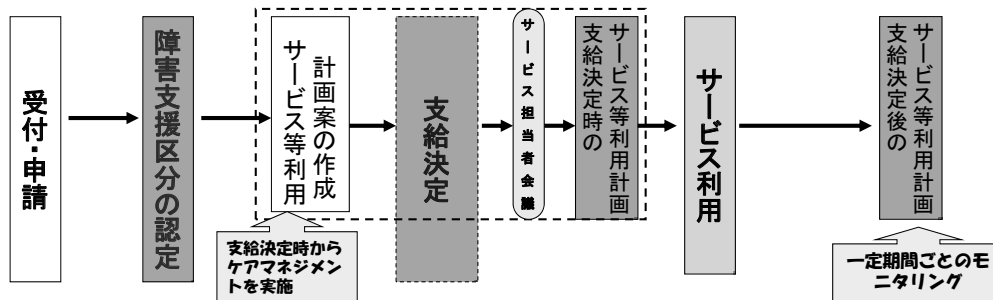 受付・申請
障害支援区分の認定
サービス等利用
計画案の作成
支給決定時から
ケアマネジメン
トを実施
支給決定
サービス担当者会議
支給決定時の
サービス等利用計画
サービス利用
支給決定後の
サービス等利用計画
一定期間ごとのモ
ニタリング